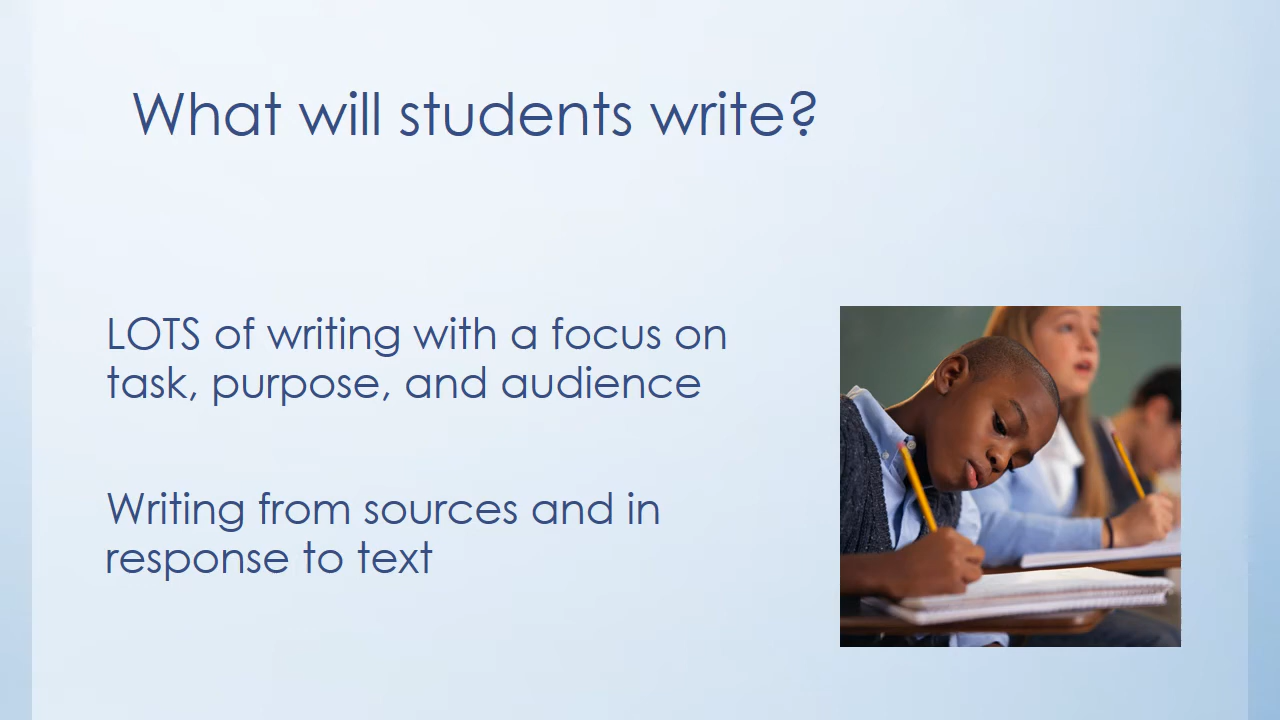 What will students write?
LOTS of writing with a focus on
task, purpose, and audience
Writing from sources and in
response to text